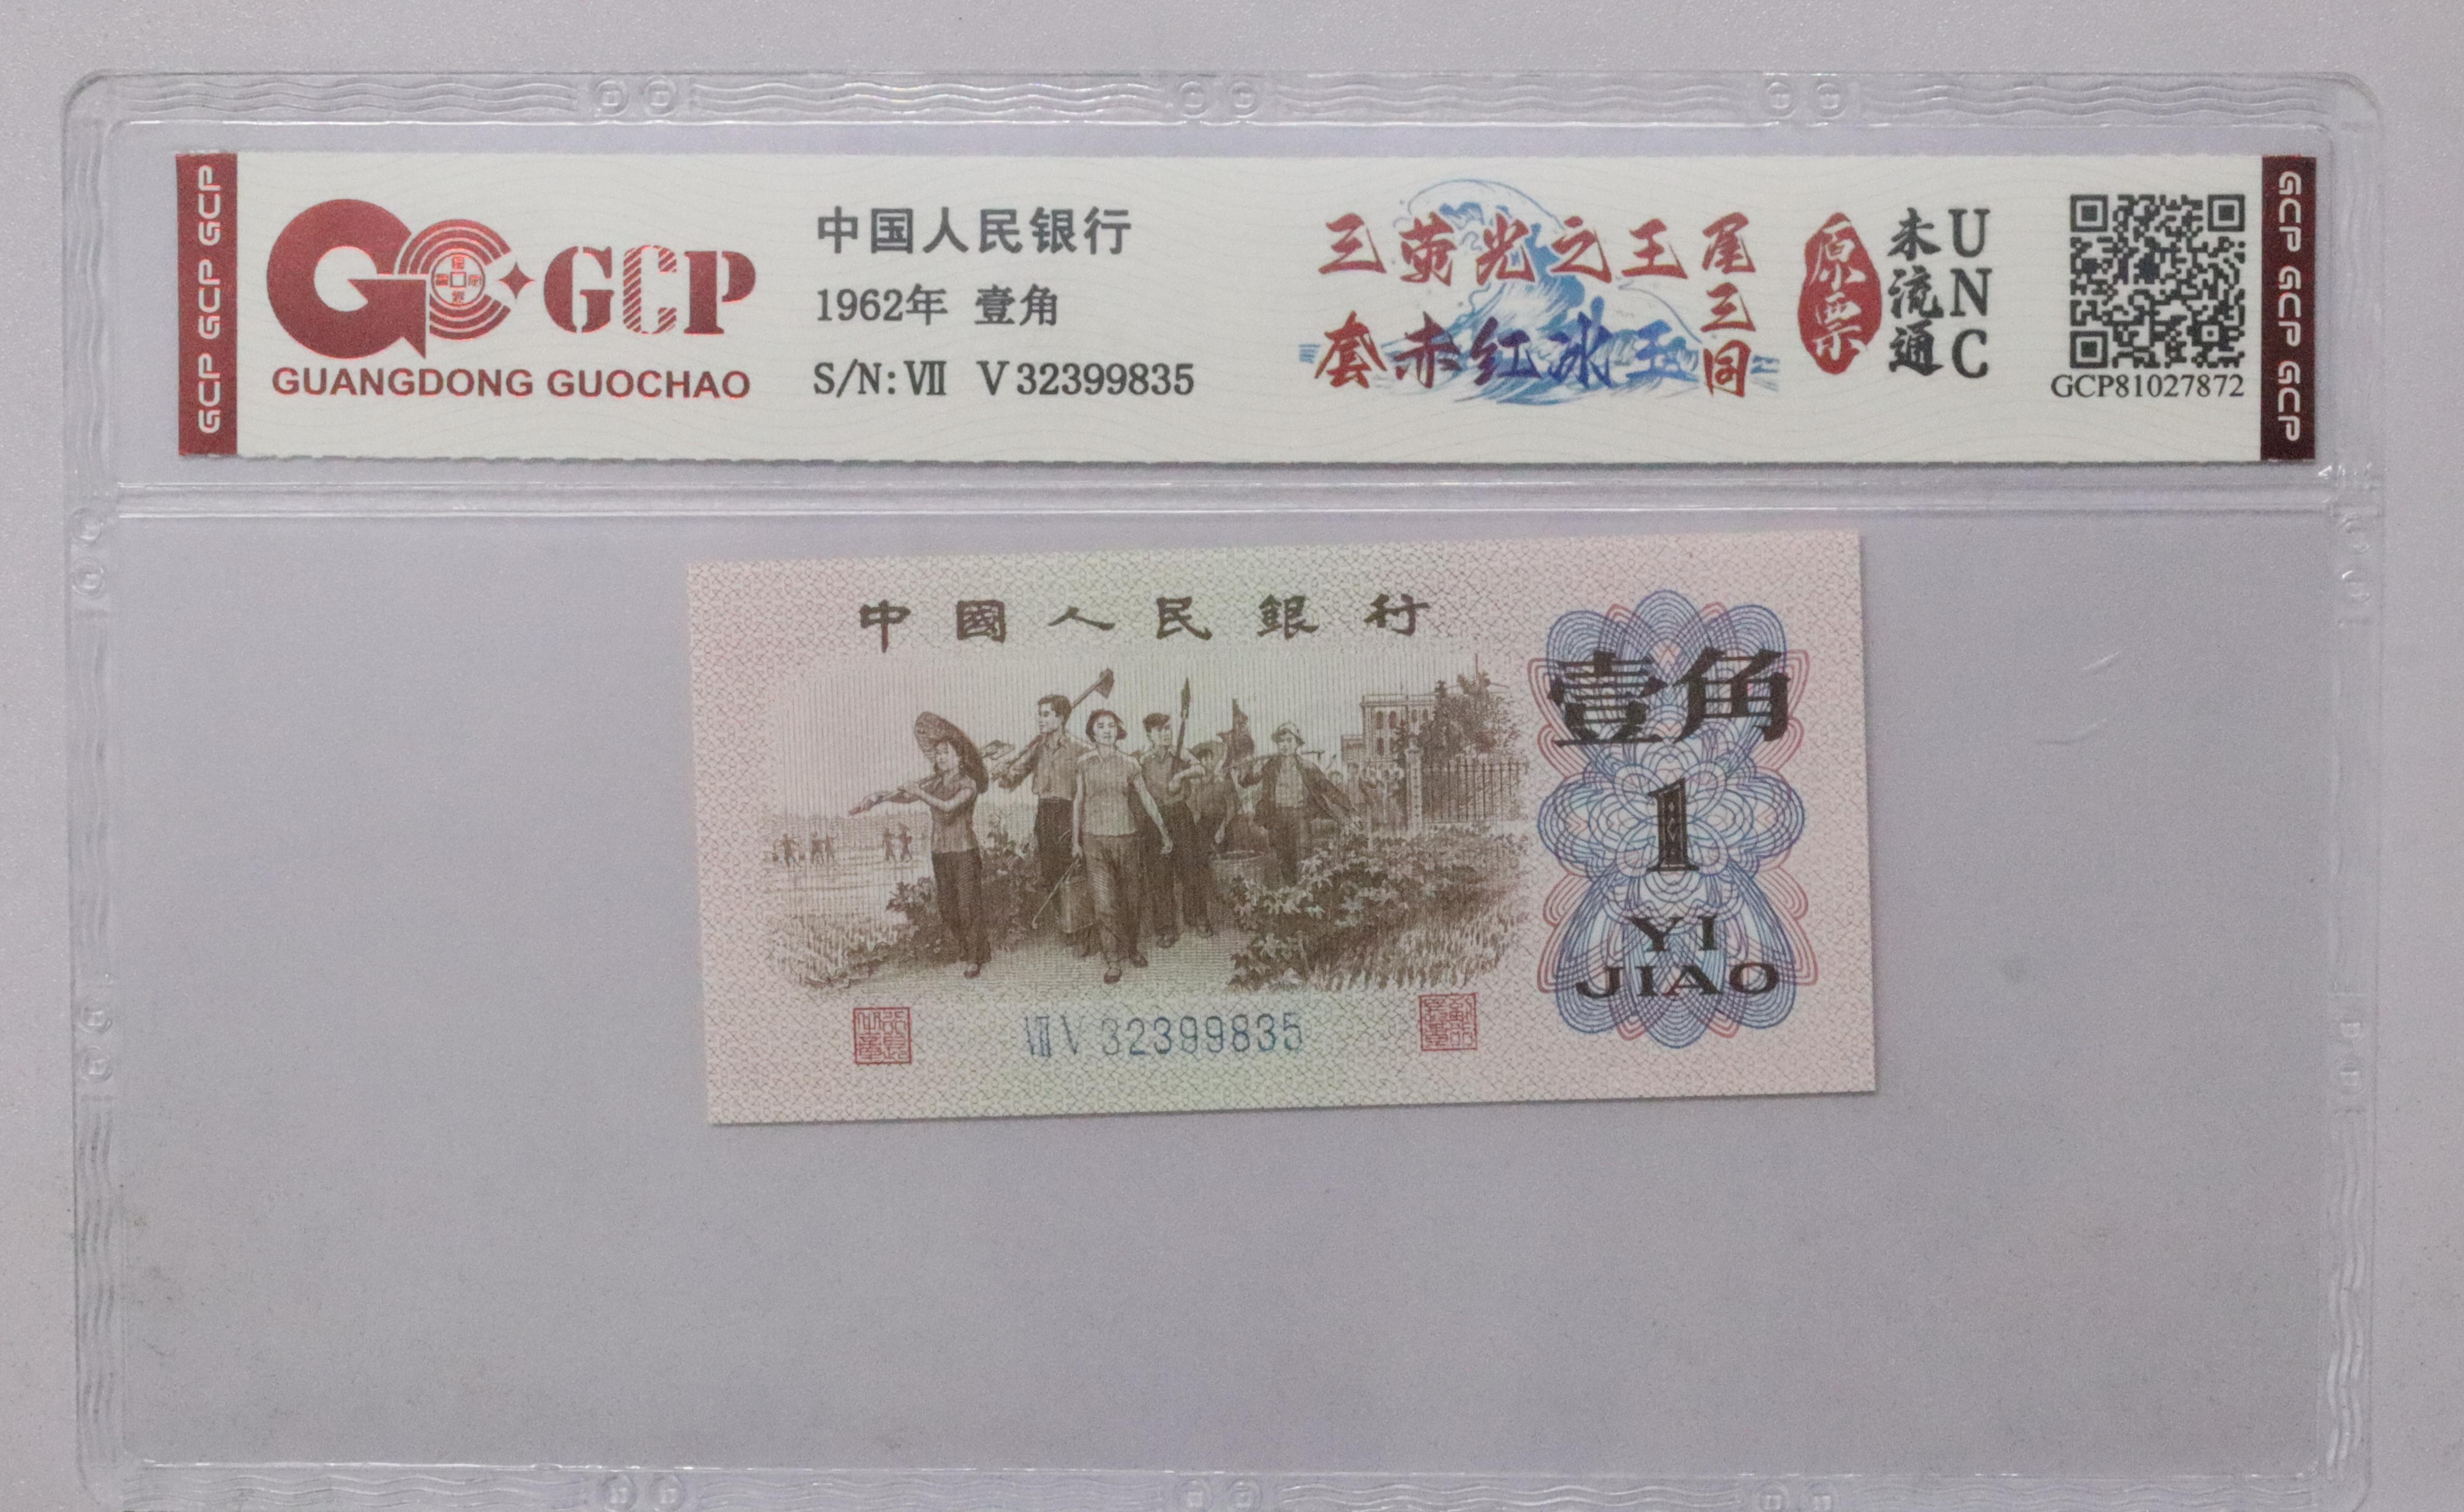 GCP GCP GCP
GCP
GUANGDONG GUOCHAO
中国人民银行
1962年 壹角
S/N: Ⅶ V 32399835
三萤光之王
套赤红冰玉
尾三同
原票
未流通
UNC
GCP81027872
GCP GCP GCP
中國人民銀行
壹角
1
YI
JIAO
Ⅶ V 32399835